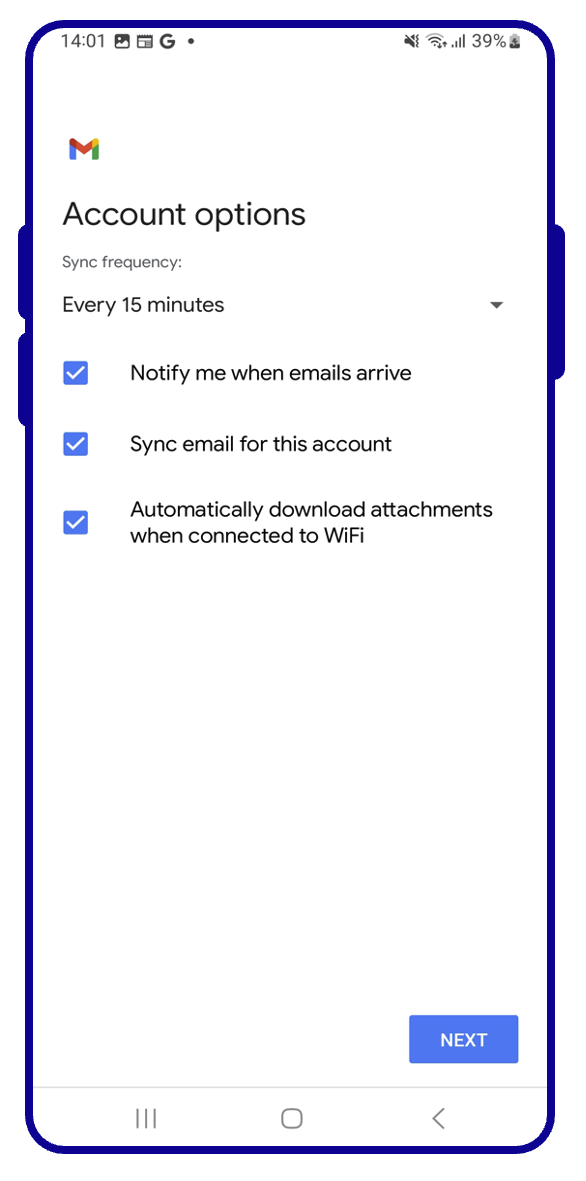 14:01 39%
Account options
Sync frequency:
Every 15 minutes
Notify me when emails arrive
Sync email for this account
Automatically download attachments
when connected to WiFi
NEXT